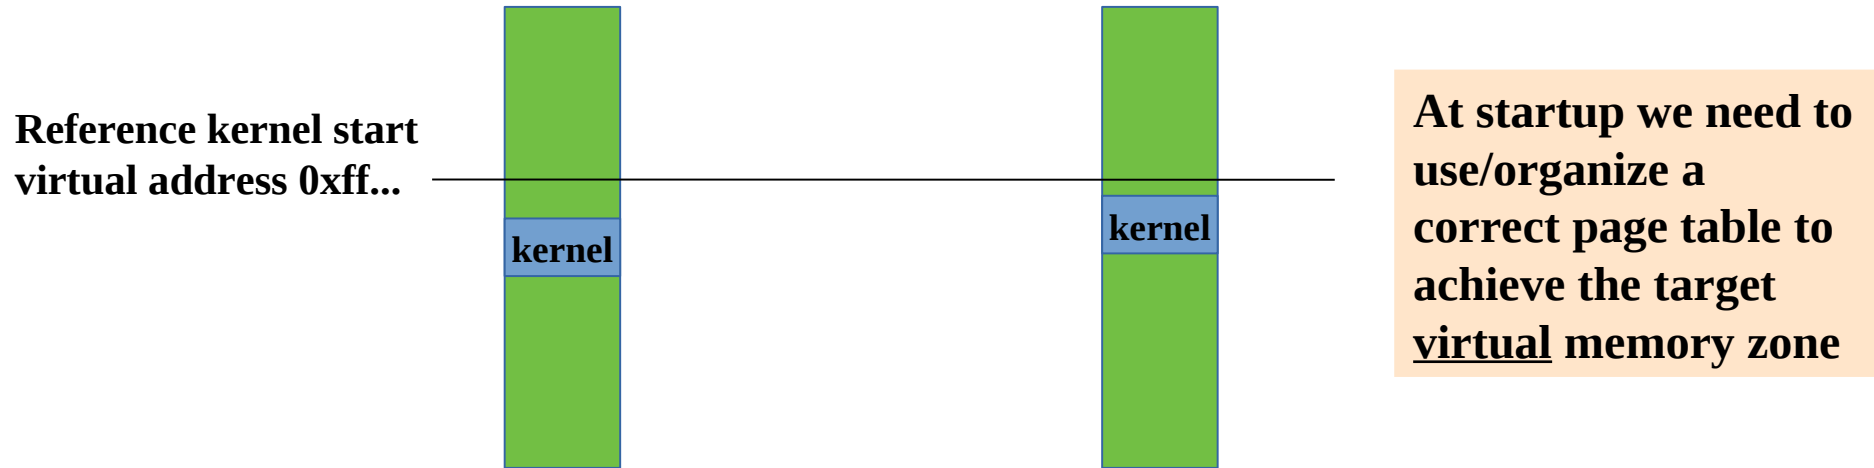 Reference kernel start
virtual address 0xff...
kernel
kernel
At startup we need to
use/organize a
correct page table to
achieve the target
virtual memory zone